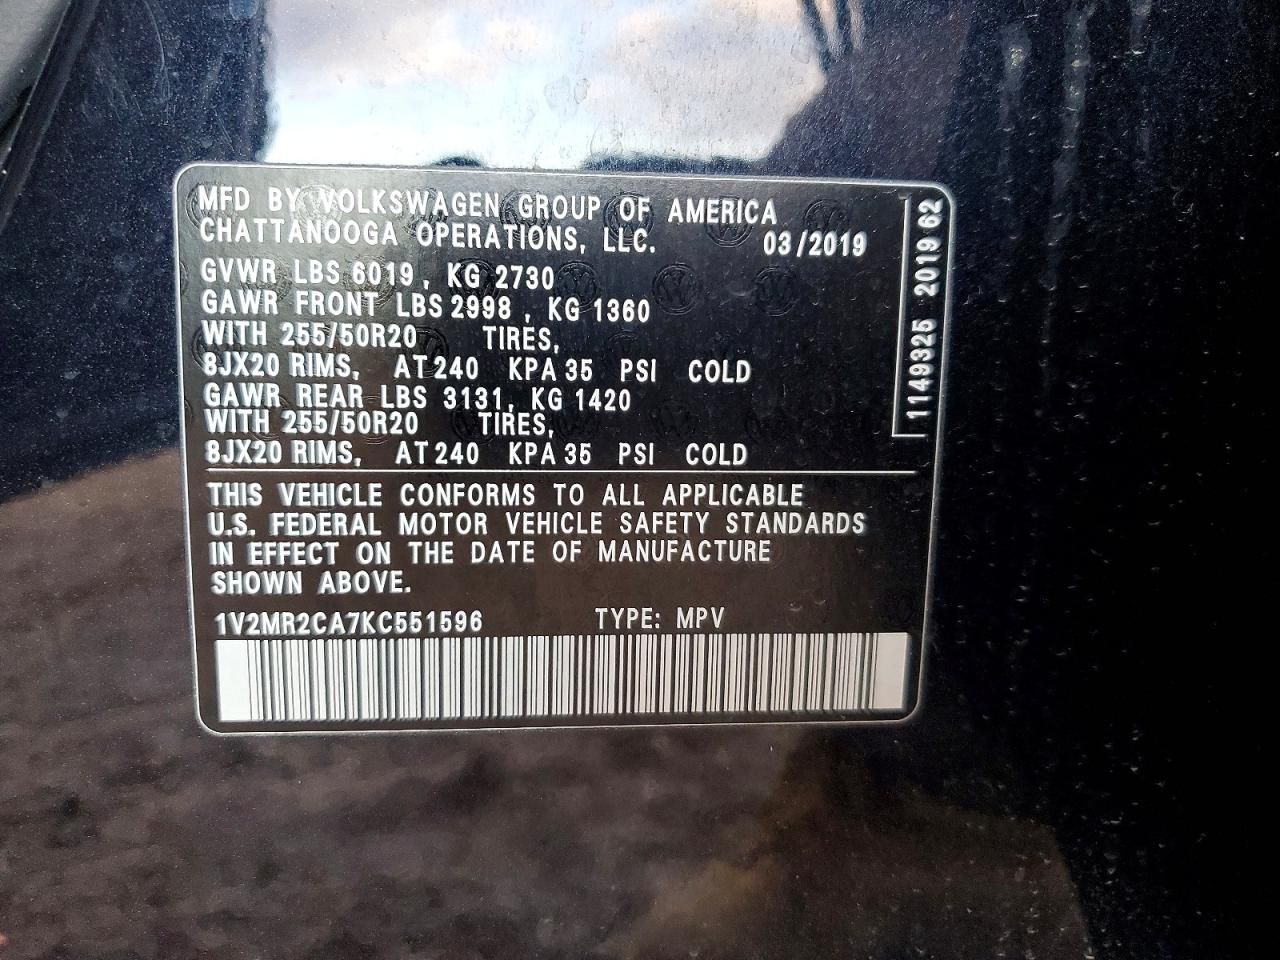 MFD BY VOLKSWAGEN GROUP OF AMERICA
CHATTANOOGA OPERATIONS, LLC. 03/2019
GVWR LBS 6019, KG 2730
GAWR FRONT LBS 2998, KG 1360
WITH 255/50R20 TIRES,
8JX20 RIMS, AT 240 KPA 35 PSI COLD
GAWR REAR LBS 3131, KG 1420
WITH 255/50R20 TIRES,
8JX20 RIMS, AT 240 KPA 35 PSI COLD
THIS VEHICLE CONFORMS TO ALL APPLICABLE
U.S. FEDERAL MOTOR VEHICLE SAFETY STANDARDS
IN EFFECT ON THE DATE OF MANUFACTURE
SHOWN ABOVE.
1V2MR2CA7KC551596 TYPE: MPV
1149325 2019 62